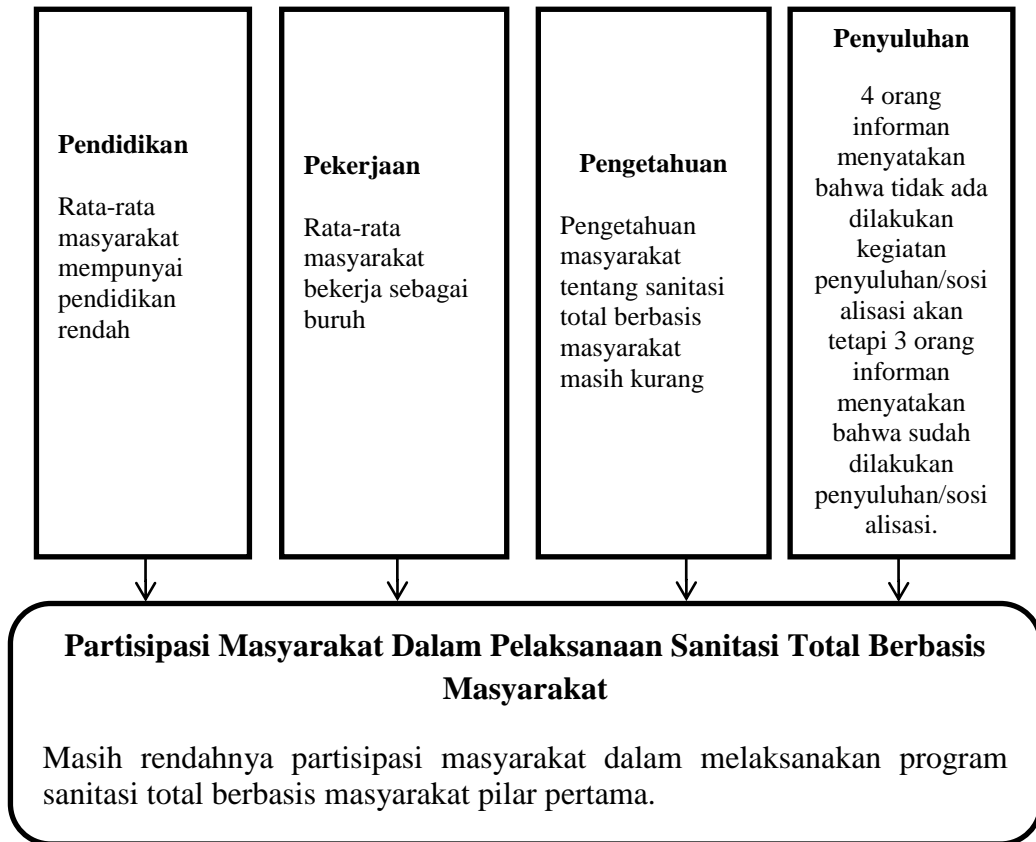 Pendidikan
Rata-rata
masyarakat
mempunyai
pendidikan
rendah
Pekerjaan
Rata-rata
masyarakat
bekerja sebagai
buruh
Pengetahuan
Pengetahuan
masyarakat
tentang sanitasi
total berbasis
masyarakat
masih kurang
Penyuluhan
4 orang
informan
menyatakan
bahwa tidak ada
dilakukan
kegiatan
penyuluhan/sosi
alisasi akan
tetapi 3 orang
informan
menyatakan
bahwa sudah
dilakukan
penyuluhan/sosi
alisasi.
Partisipasi Masyarakat Dalam Pelaksanaan Sanitasi Total Berbasis
Masyarakat
Masih rendahnya partisipasi masyarakat dalam melaksanakan program
sanitasi total berbasis masyarakat pilar pertama.